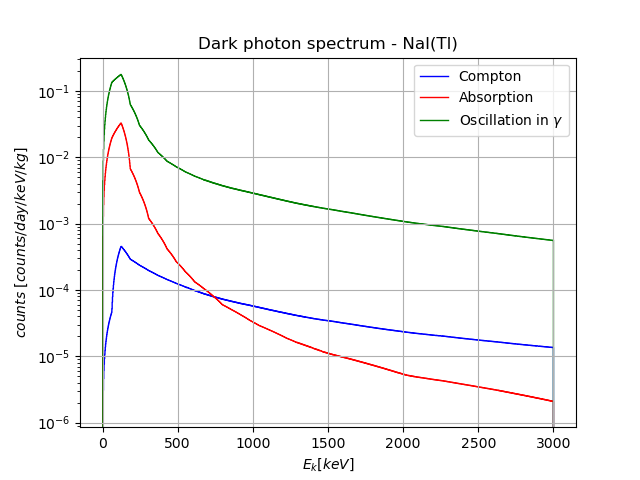 Dark photon spectrum - NaI(Tl)
Compton
Absorption
Oscillation in γ
counts [counts/day/keV/kg]
10⁻¹
10⁻²
10⁻³
10⁻⁴
10⁻⁵
10⁻⁶
0 500 1000 1500 2000 2500 3000
Eₖ[keV]